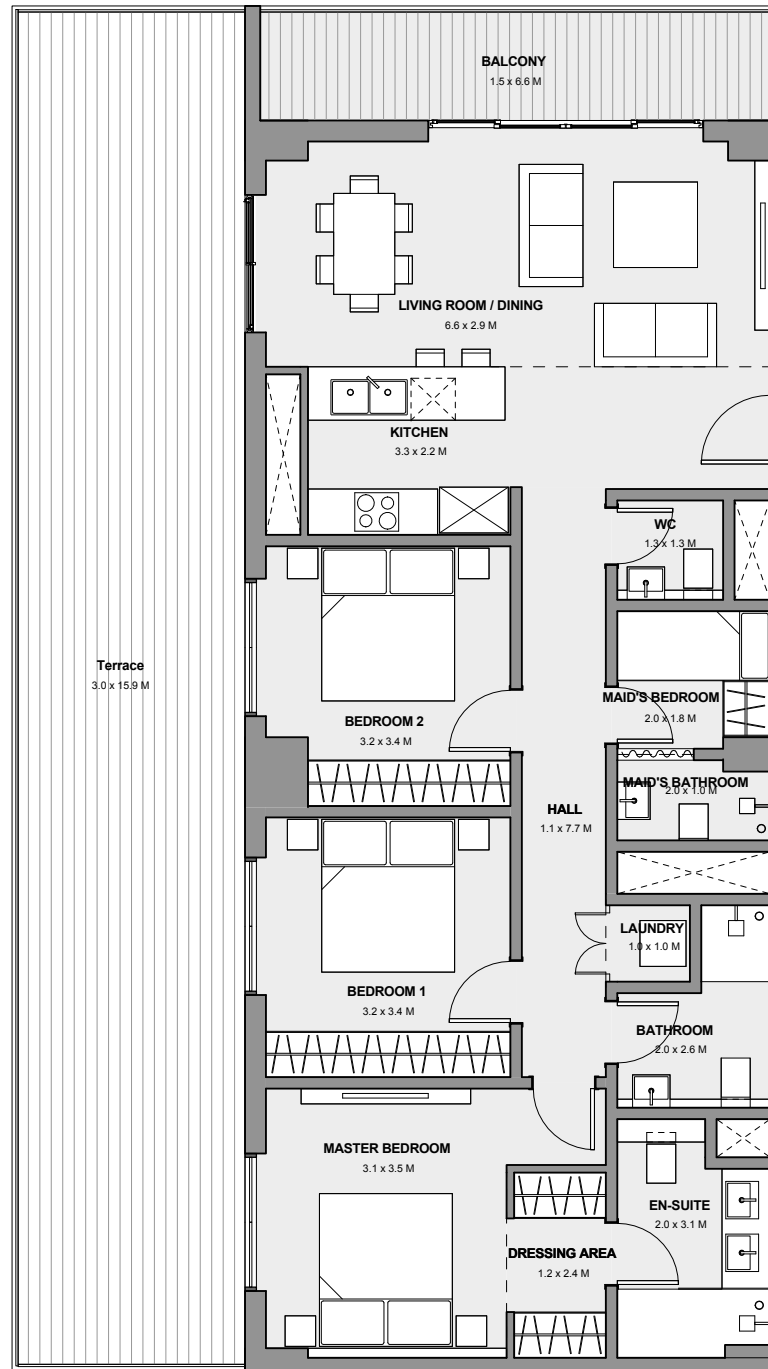 BALCONY
1.5 x 6.6 M
LIVING ROOM / DINING
6.6 x 2.9 M
KITCHEN
3.3 x 2.2 M
WC
1.3 x 1.3 M
Terrace
3.0 x 15.9 M
MAID'S BEDROOM
2.0 x 1.8 M
BEDROOM 2
3.2 x 3.4 M
MAID'S BATHROOM
2.0 x 1.0 M
HALL
1.1 x 7.7 M
LAUNDRY
1.0 x 1.0 M
BEDROOM 1
3.2 x 3.4 M
BATHROOM
2.0 x 2.6 M
MASTER BEDROOM
3.1 x 3.5 M
EN-SUITE
2.0 x 3.1 M
DRESSING AREA
1.2 x 2.4 M